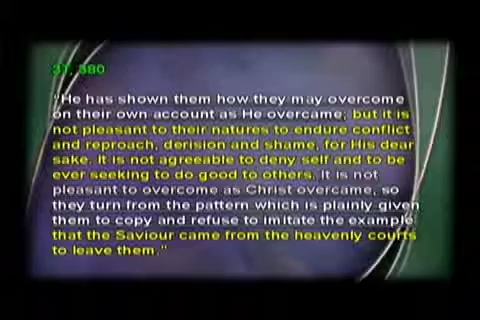 3T, 380
"He has shown them how they may overcome
on their own account as He overcame; but it is
not pleasant to their natures to endure conflict
and reproach, derision and shame, for His dear
sake. It is not agreeable to deny self and to be
ever seeking to do good to others. It is not
pleasant to overcome as Christ overcame, so
they turn from the pattern which is plainly given
them to copy and refuse to imitate the example
that the Saviour came from the heavenly courts
to leave them."